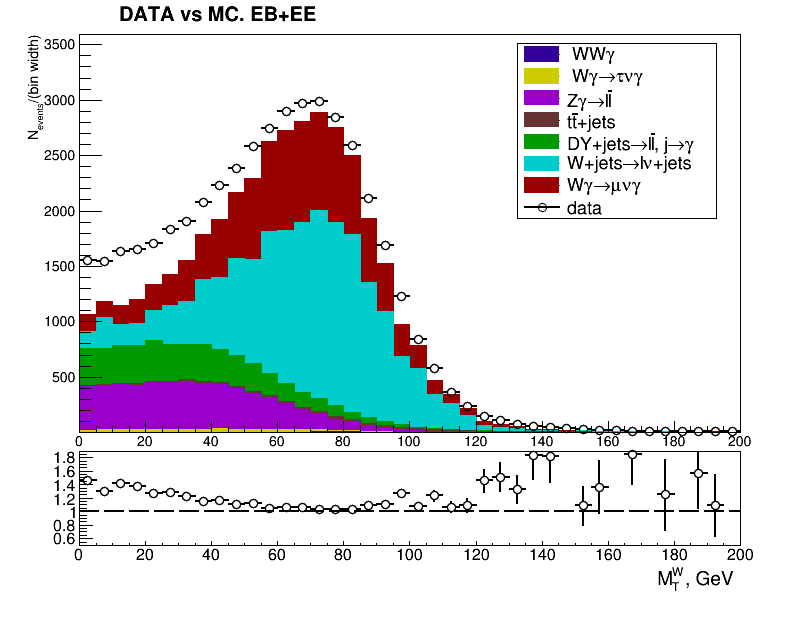 DATA vs MC. EB+EE
N_events/(bin width)
3500
3000
2500
2000
1500
1000
500
WWγ
Wγ→τνγ
Zγ→ll̄
tt̄+jets
DY+jets→ll̄, j→γ
W+jets→lν+jets
Wγ→μνγ
data
0 20 40 60 80 100 120 140 160 180 200
1.8
1.6
1.4
1.2
1
0.8
0.6
0 20 40 60 80 100 120 140 160 180 200
M_T^W, GeV